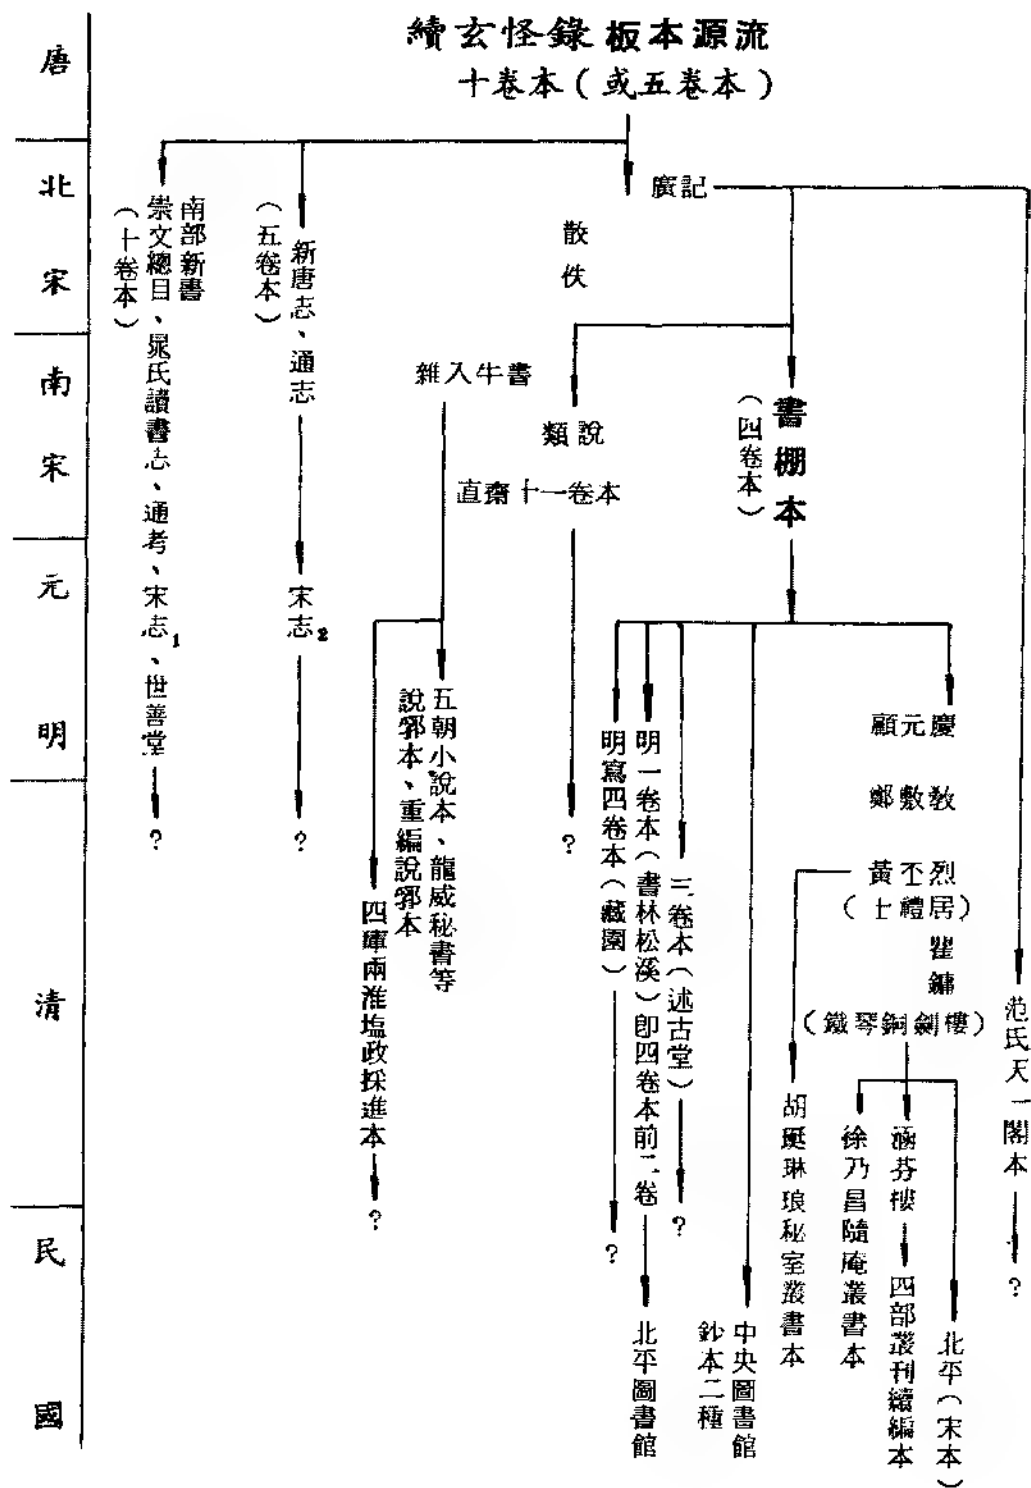 續玄怪錄板本源流
十卷本（或五卷本）
唐
北宋
南宋
元
明
清
民國
廣記
散佚
南部新書
崇文總目、晁氏讀書志、通考、宋志1、世善堂
（十卷本）
?
新唐志、通志
（五卷本）
宋志2
?
雜入牛書
五朝小說本、龍威秘書等
說郛本、重編說郛本
四庫兩淮塩政採進本
?
類說
直齋十一卷本
?
書棚本
（四卷本）
明寫四卷本（藏園）
?
明一卷本（書林松溪）卽四卷本前二卷
北平圖書館
三卷本（述古堂）
?
中央圖書館
鈔本二種
顧元慶
鄭敷教
黃丕烈
（士禮居）
瞿鏞
（鐵琴銅劍樓）
胡珽琳琅秘室叢書本
徐乃昌隨庵叢書本
涵芬樓
四部叢刊續編本
北平（宋本）
范氏天一閣本
?